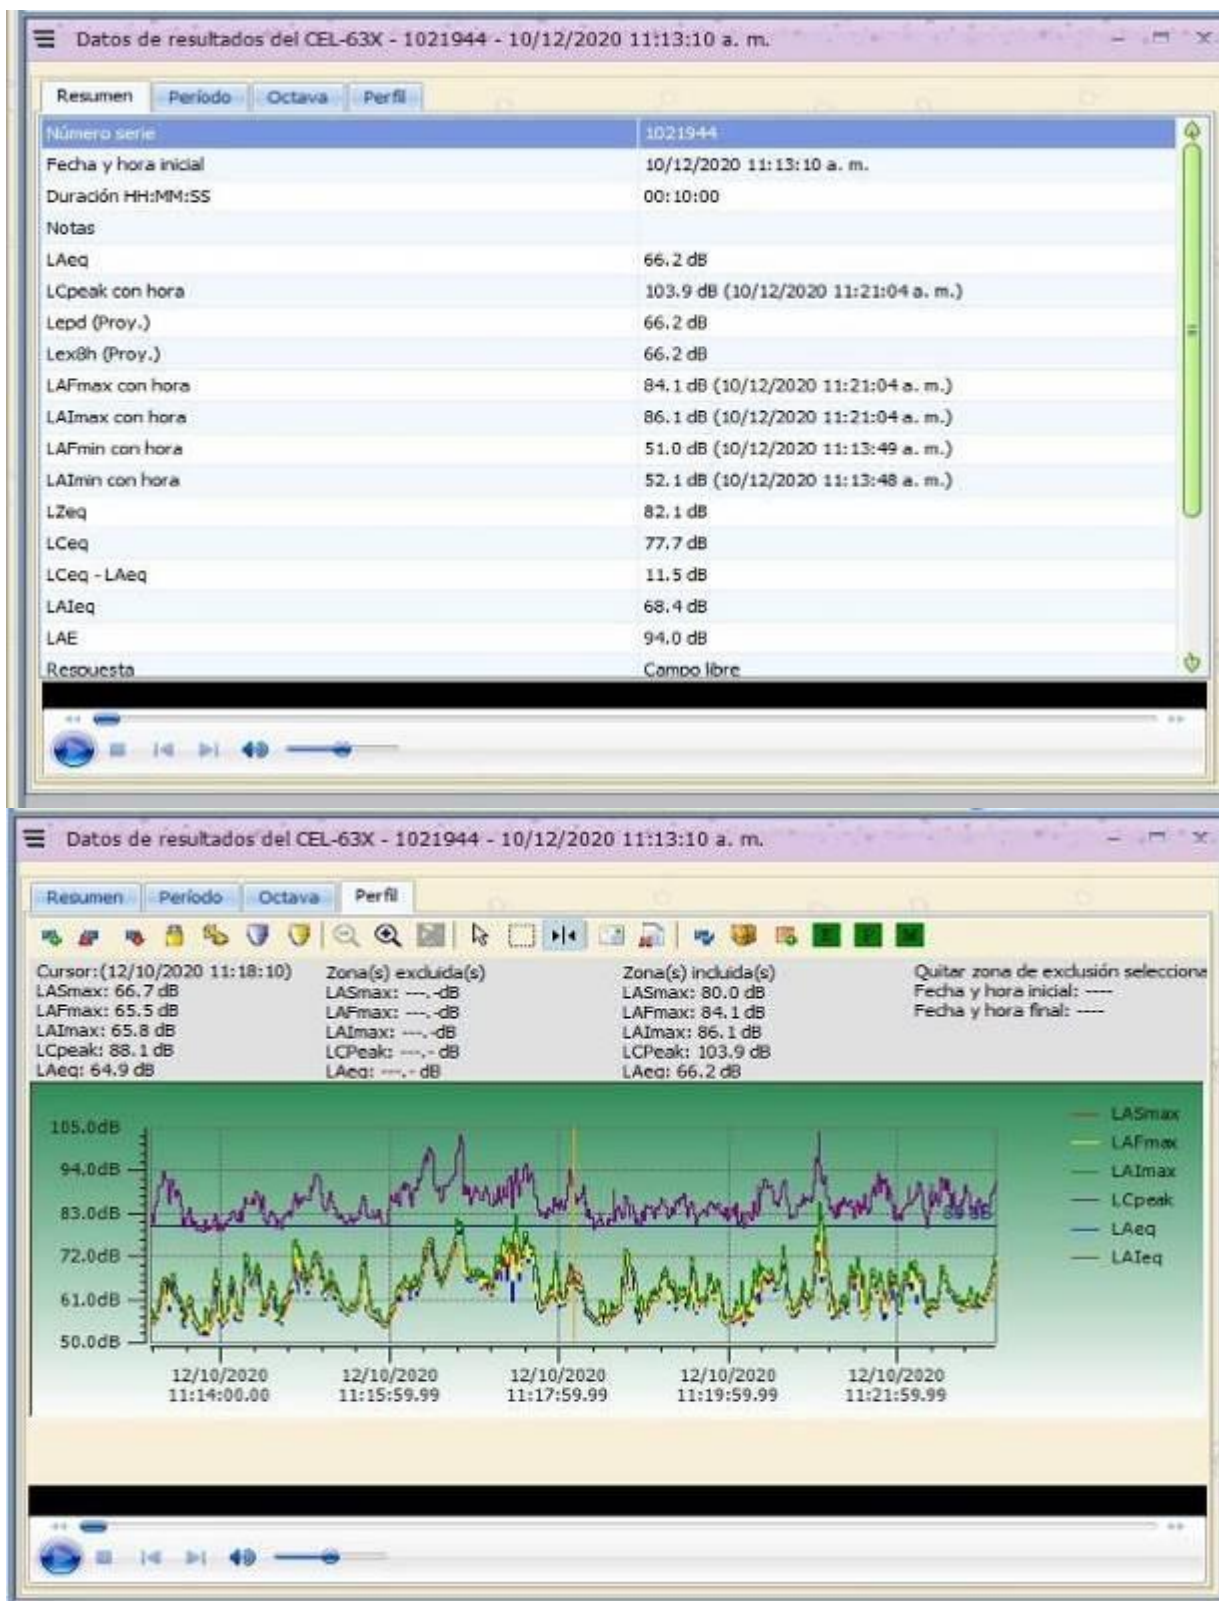 Datos de resultados del CEL-63X - 1021944 - 10/12/2020 11:13:10 a. m.
Resumen Período Octava Perfil
Número serie 1021944
Fecha y hora inicial 10/12/2020 11:13:10 a. m.
Duración HH:MM:SS 00:10:00
Notas
LAeq 66.2 dB
LCpeak con hora 103.9 dB (10/12/2020 11:21:04 a. m.)
Lepd (Proy.) 66.2 dB
Lex8h (Proy.) 66.2 dB
LAFmax con hora 84.1 dB (10/12/2020 11:21:04 a. m.)
LAImax con hora 86.1 dB (10/12/2020 11:21:04 a. m.)
LAFmin con hora 51.0 dB (10/12/2020 11:13:49 a. m.)
LAImin con hora 52.1 dB (10/12/2020 11:13:48 a. m.)
LZeq 82.1 dB
LCeq 77.7 dB
LCeq - LAeq 11.5 dB
LAIeq 68.4 dB
LAE 94.0 dB
Respuesta Campo libre
Datos de resultados del CEL-63X - 1021944 - 10/12/2020 11:13:10 a. m.
Resumen Período Octava Perfil
Cursor:(12/10/2020 11:18:10) Zona(s) excluida(s) Zona(s) incluida(s) Quitar zona de exclusión selecciona
LASmax: 66.7 dB LASmax: ---.-dB LASmax: 80.0 dB Fecha y hora inicial: ----
LAFmax: 65.5 dB LAFmax: ---.-dB LAFmax: 84.1 dB Fecha y hora final: ----
LAImax: 65.8 dB LAImax: ---.-dB LAImax: 86.1 dB
LCpeak: 88.1 dB LCPeak: ---.- dB LCPeak: 103.9 dB
LAeq: 64.9 dB LAeq: ---.- dB LAeq: 66.2 dB
105.0dB
94.0dB
83.0dB
72.0dB
61.0dB
50.0dB
LASmax
LAFmax
LAImax
LCpeak
LAeq
LAIeq
12/10/2020 12/10/2020 12/10/2020 12/10/2020 12/10/2020
11:14:00.00 11:15:59.99 11:17:59.99 11:19:59.99 11:21:59.99